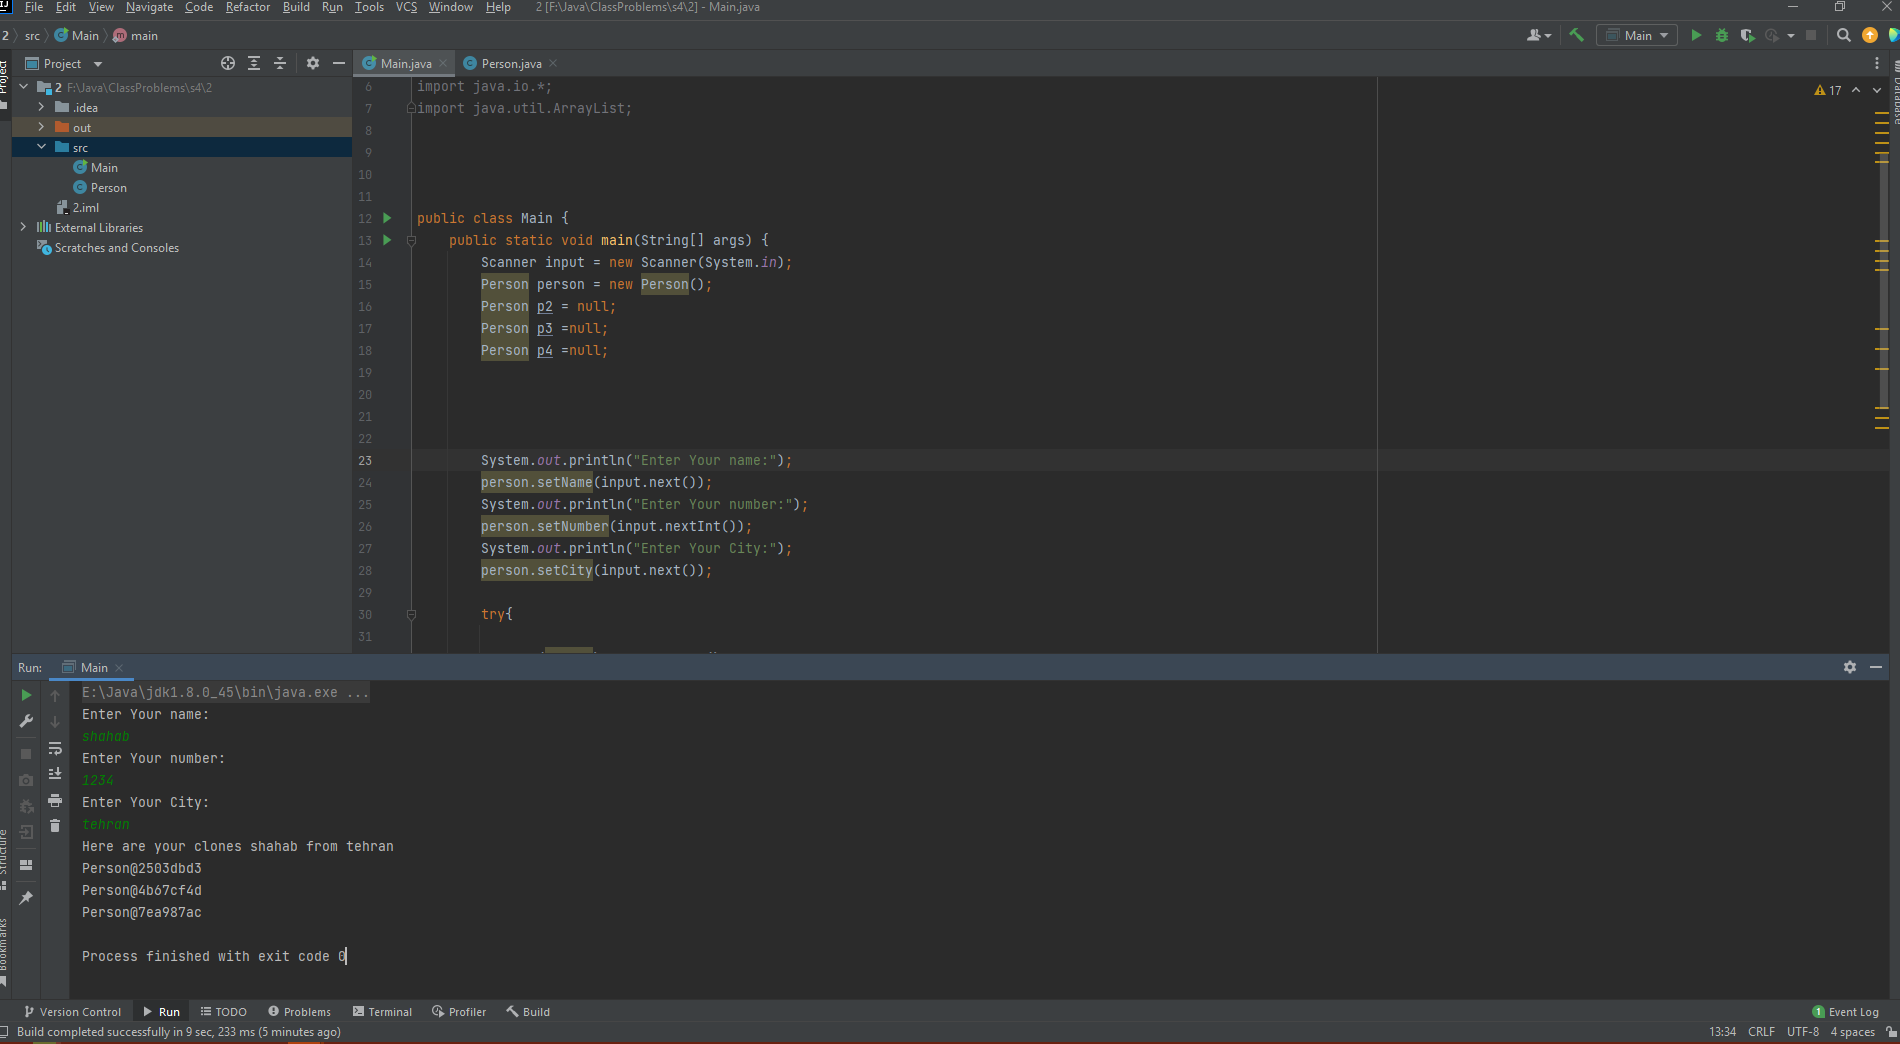 File Edit View Navigate Code Refactor Build Run Tools VCS Window Help 2 [F:\Java\ClassProblems\s4\2] - Main.java
2 src Main main
Main
Project
Main.java Person.java
Project
2 F:\Java\ClassProblems\s4\2
.idea
out
src
Main
Person
2.iml
External Libraries
Scratches and Consoles
17
Database
6 import java.io.*;
7 import java.util.ArrayList;
8
9
10
11
12 public class Main {
13 public static void main(String[] args) {
14 Scanner input = new Scanner(System.in);
15 Person person = new Person();
16 Person p2 = null;
17 Person p3 =null;
18 Person p4 =null;
19
20
21
22
23 System.out.println("Enter Your name:");
24 person.setName(input.next());
25 System.out.println("Enter Your number:");
26 person.setNumber(input.nextInt());
27 System.out.println("Enter Your City:");
28 person.setCity(input.next());
29
30 try{
31
Run: Main
E:\Java\jdk1.8.0_45\bin\java.exe ...
Enter Your name:
shahab
Enter Your number:
1234
Enter Your City:
tehran
Here are your clones shahab from tehran
Person@2503dbd3
Person@4b67cf4d
Person@7ea987ac
Process finished with exit code 0
Structure
Bookmarks
Version Control Run TODO Problems Terminal Profiler Build 1 Event Log
Build completed successfully in 9 sec, 233 ms (5 minutes ago) 13:34 CRLF UTF-8 4 spaces